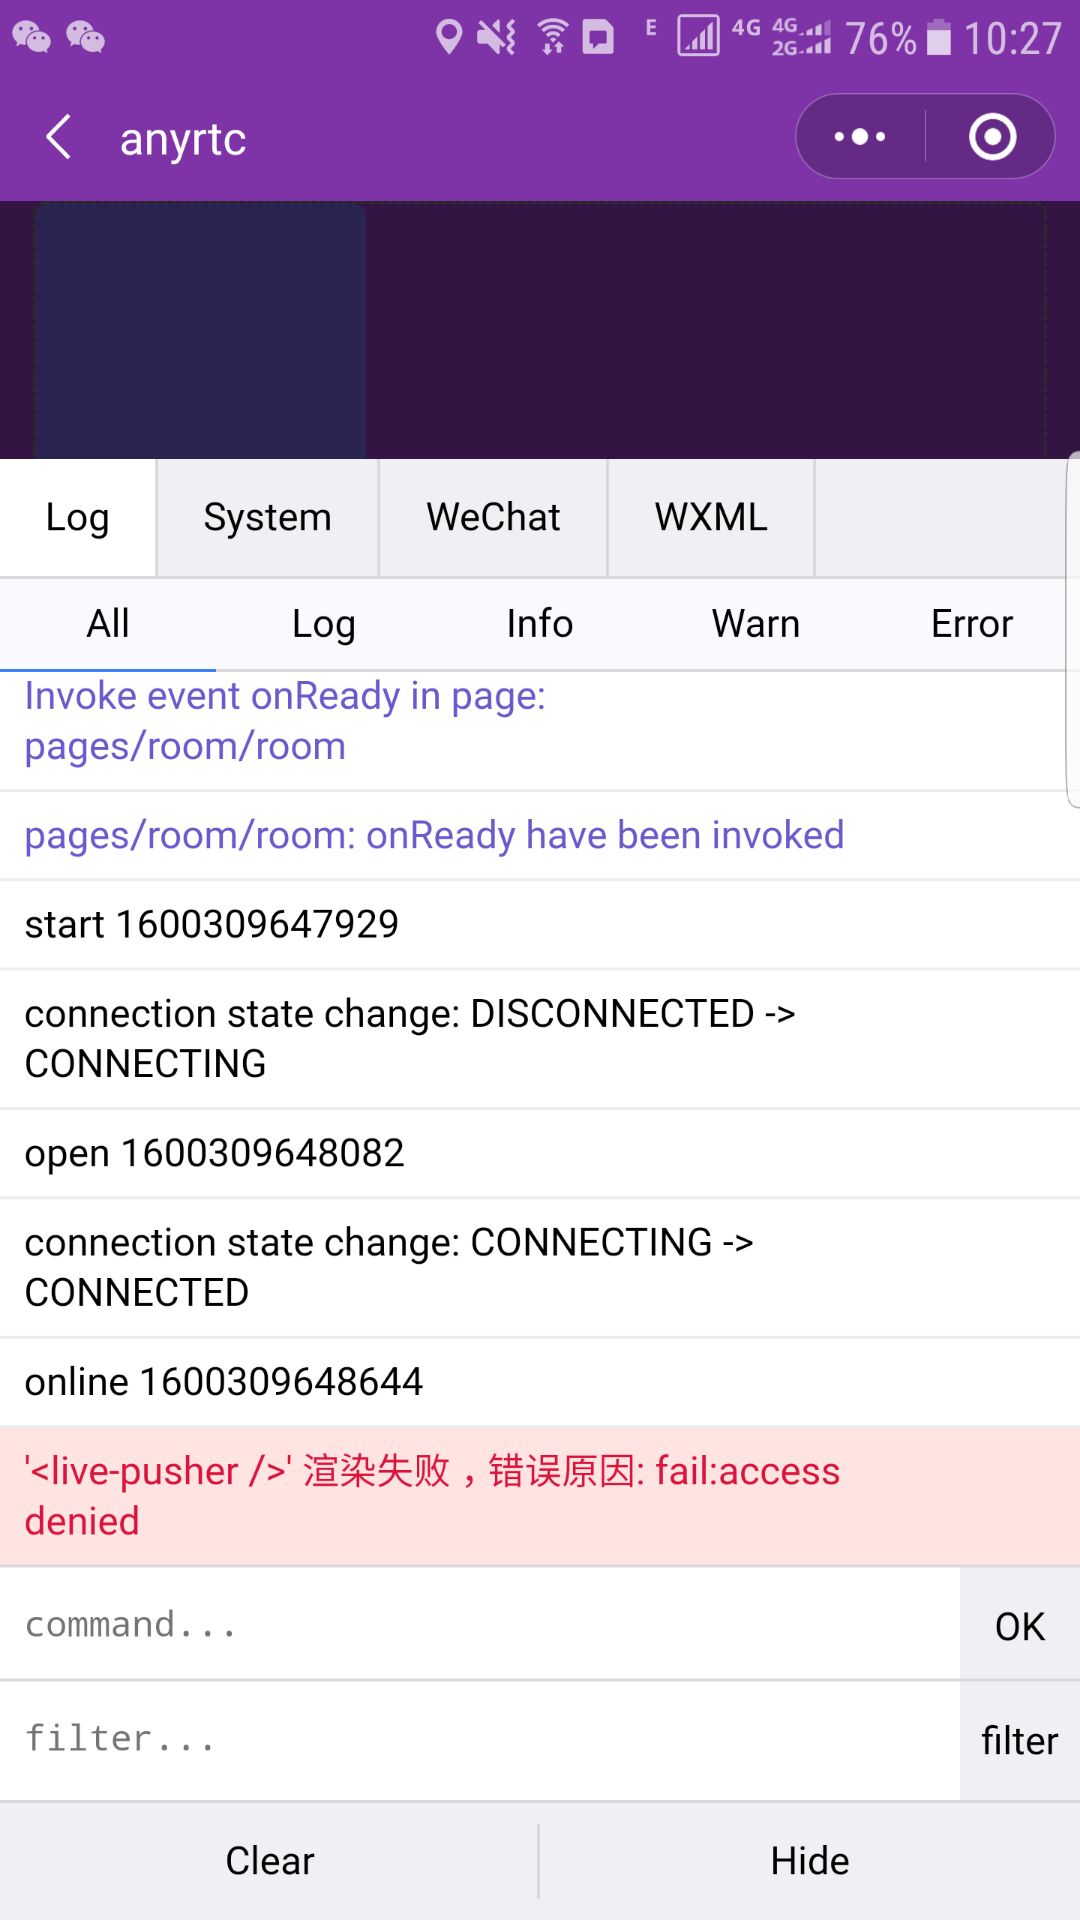 E 4G 4G 2G 76% 10:27
anyrtc
Log System WeChat WXML
All Log Info Warn Error
Invoke event onReady in page:
pages/room/room
pages/room/room: onReady have been invoked
start 1600309647929
connection state change: DISCONNECTED ->
CONNECTING
open 1600309648082
connection state change: CONNECTING ->
CONNECTED
online 1600309648644
'<live-pusher />' 渲染失败，错误原因: fail:access
denied
command...
OK
filter...
filter
Clear Hide